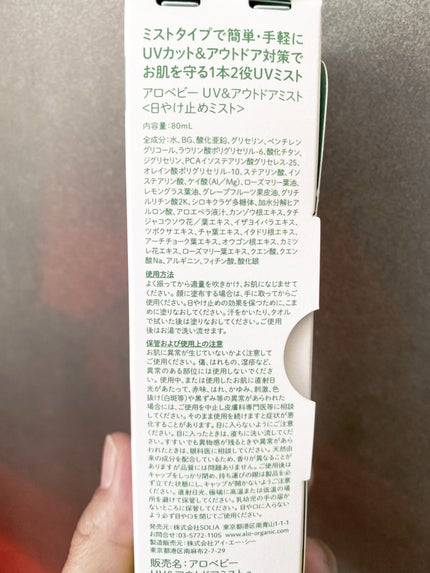 ミストタイプで簡単・手軽に
UVカット&アウトドア対策で
お肌を守る1本2役UVミスト
アロベビー UV&アウトドアミスト
<日やけ止めミスト>
内容量：80mL
全成分：水、BG、酸化亜鉛、グリセリン、ペンチレン
グリコール、ラウリン酸ポリグリセリル-6、酸化チタン、
ジグリセリン、PCAイソステアリン酸グリセレス-25、
オレイン酸ポリグリセリル-10、ステアリン酸、イソ
ステアリン酸、ケイ酸(Al/Mg)、ローズマリー葉油、
レモングラス葉油、グレープフルーツ果皮油、グリチル
リチン酸2K、シロキクラゲ多糖体、加水分解ヒア
ルロン酸、アロエベラ液汁、カンゾウ根エキス、タチ
ジャコウソウ花／葉エキス、イザヨイバラエキス、
ツボクサエキス、チャ葉エキス、イタドリ根エキス、
アーチチョーク葉エキス、オウゴン根エキス、カミツ
レ花エキス、ローズマリー葉エキス、クエン酸、クエン
酸Na、アルギニン、フィチン酸、酸化銀
使用方法
よく振ってから適量を吹きかけ、お肌になじませて
ください。顔に塗布する場合は、手に取ってからご
使用ください。日やけ止めの効果を保つために、こま
めに塗りなおしてください。汗をかいたり、タオル
で拭いた後は塗りなおしてください。ご使用
後はお湯で洗い流せます。
保管および使用上の注意
お肌に異常が生じていないかよく注意して
ご使用ください。傷、はれもの、湿疹など、
異常のある部位には使用しないでくださ
い。使用中、または使用したお肌に直射日
光があたって、赤味、はれ、かゆみ、刺激、色
抜け(白斑等)や黒ずみ等の異常があらわれた
場合には、ご使用を中止し皮膚科専門医等に相談
してください。そのまま使用を続けますと症状が悪
化することがあります。目に入らないようにご注意
ください。目に入ったときは、直ちに洗い流してくだ
さい。すすいでも異物感が残るときや異常があら
われたときは、眼科医に相談してください。天然由
来の成分を配合しているため、香りが異なることが
ありますが品質には問題ありません。ご使用後は
キャップをしっかり閉め、持ち運びの際は製品を必
ず立てた状態にし、キャップが開かないようご注意
ください。直射日光、極端に高温または低温の場
所を避けて保管してください。乳幼児の手の届か
ないところに保管してください。目や口に入らない
よう必ず目や口を閉じてご使用ください。
発売元：株式会社SOLIA 東京都港区南青山1-1-1
お問合せ：03-5772-1105 www.alo-organic.com
製造販売元：株式会社アイ・エー・シー
東京都港区南麻布2-7-29
販売名：アロベビー